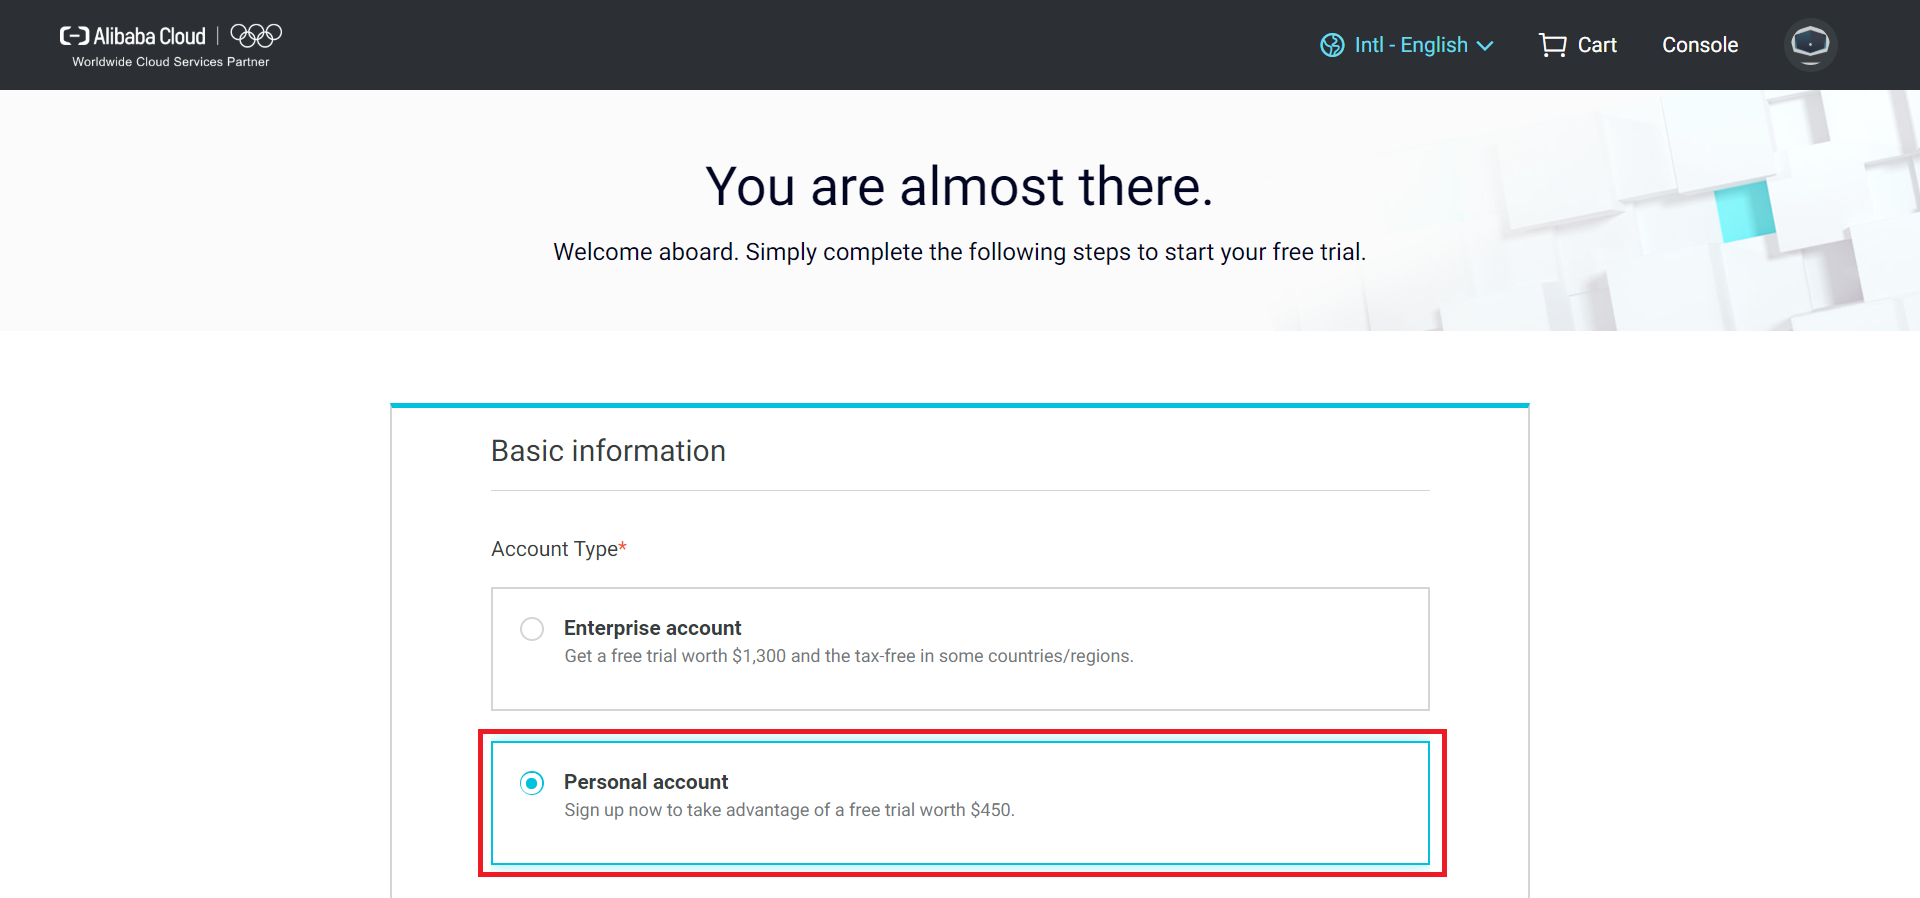 Alibaba Cloud
Worldwide Cloud Services Partner
Intl - English
Cart
Console
You are almost there.
Welcome aboard. Simply complete the following steps to start your free trial.
Basic information
Account Type*
Enterprise account
Get a free trial worth $1,300 and the tax-free in some countries/regions.
Personal account
Sign up now to take advantage of a free trial worth $450.